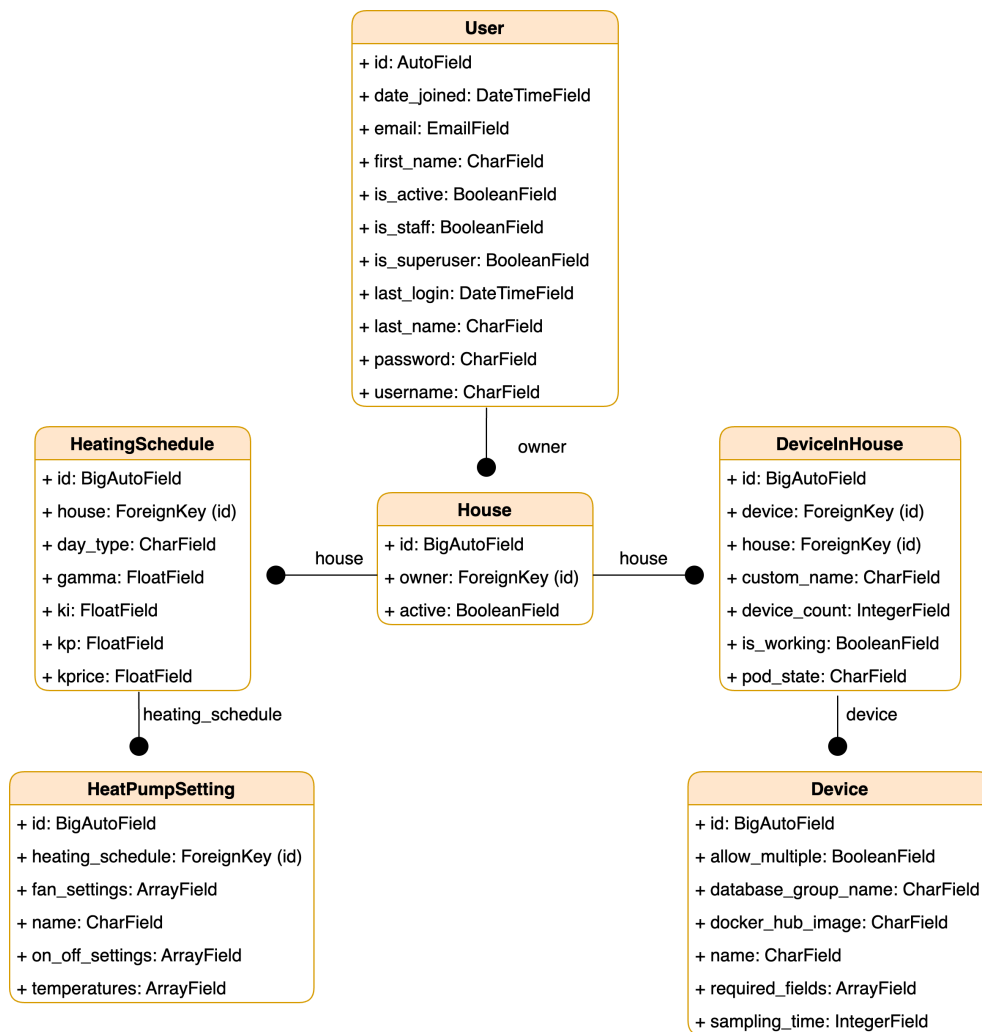 User
+ id: AutoField
+ date_joined: DateTimeField
+ email: EmailField
+ first_name: CharField
+ is_active: BooleanField
+ is_staff: BooleanField
+ is_superuser: BooleanField
+ last_login: DateTimeField
+ last_name: CharField
+ password: CharField
+ username: CharField
owner
HeatingSchedule
+ id: BigAutoField
+ house: ForeignKey (id)
+ day_type: CharField
+ gamma: FloatField
+ ki: FloatField
+ kp: FloatField
+ kprice: FloatField
house
House
+ id: BigAutoField
+ owner: ForeignKey (id)
+ active: BooleanField
house
DeviceInHouse
+ id: BigAutoField
+ device: ForeignKey (id)
+ house: ForeignKey (id)
+ custom_name: CharField
+ device_count: IntegerField
+ is_working: BooleanField
+ pod_state: CharField
heating_schedule
device
HeatPumpSetting
+ id: BigAutoField
+ heating_schedule: ForeignKey (id)
+ fan_settings: ArrayField
+ name: CharField
+ on_off_settings: ArrayField
+ temperatures: ArrayField
Device
+ id: BigAutoField
+ allow_multiple: BooleanField
+ database_group_name: CharField
+ docker_hub_image: CharField
+ name: CharField
+ required_fields: ArrayField
+ sampling_time: IntegerField